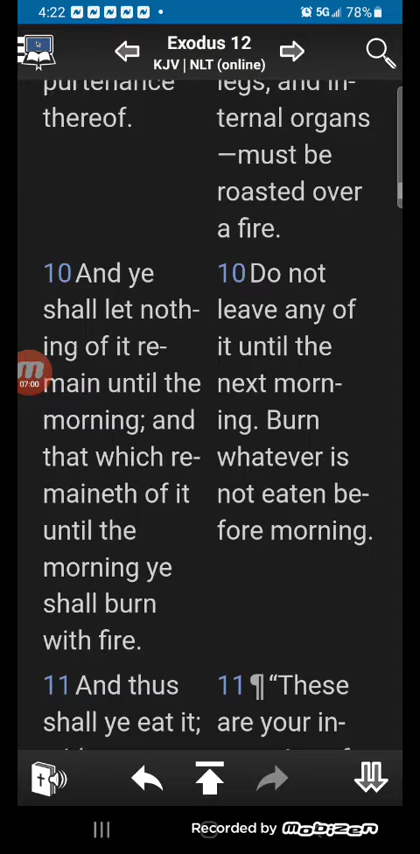 4:22 5G 78%
Exodus 12
KJV | NLT (online)
purtenance
thereof.
legs, and in-
ternal organs
—must be
roasted over
a fire.
10 And ye
shall let noth-
ing of it re-
main until the
morning; and
that which re-
maineth of it
until the
morning ye
shall burn
with fire.
10 Do not
leave any of
it until the
next morn-
ing. Burn
whatever is
not eaten be-
fore morning.
07:00
11 And thus
shall ye eat it;
11 ¶ “These
are your in-
Recorded by mobizen